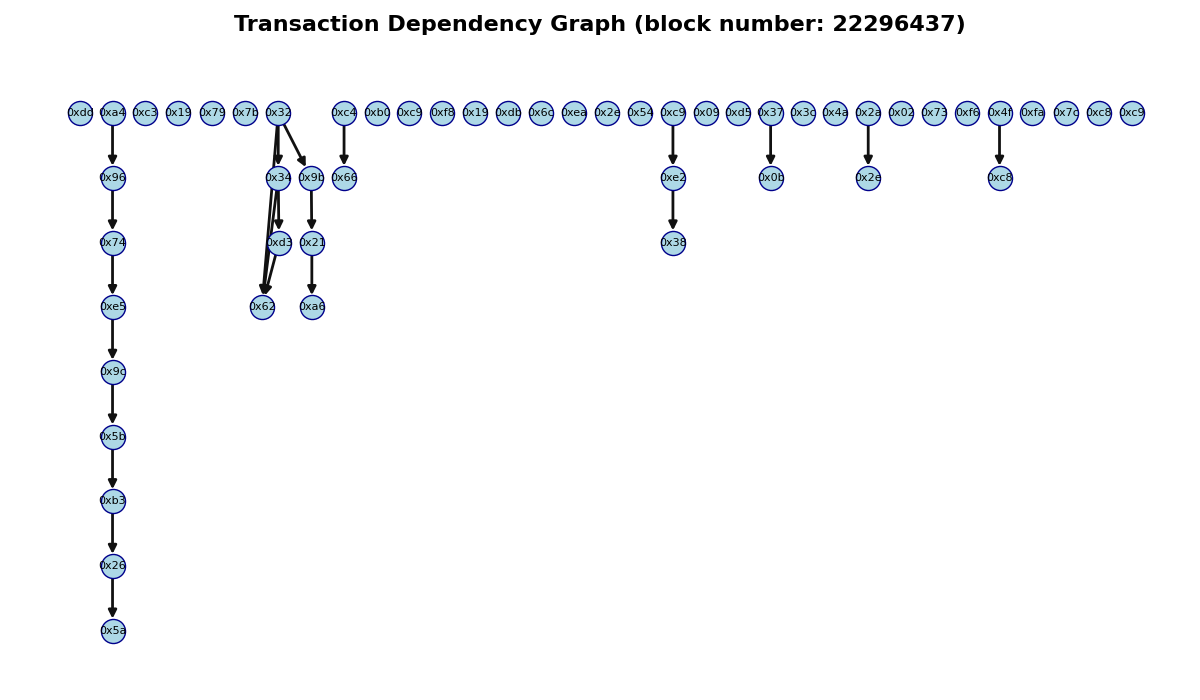 Transaction Dependency Graph (block number: 22296437)
0xdd 0xa4 0xc3 0x19 0x79 0x7b 0x32 0xc4 0xb0 0xc9 0xf8 0x19 0xdb 0x6c 0xea 0x2e 0x54 0xc9 0x09 0xd5 0x37 0x3c 0x4a 0x2a 0x02 0x73 0xf6 0x4f 0xfa 0x7c 0xc8 0xc9
0x96 0x34 0x9b 0x66 0xe2 0x0b 0x2e 0xc8
0x74 0xd3 0x21 0x38
0xe5 0x62 0xa6
0x9c
0x5b
0xb3
0x26
0x5a